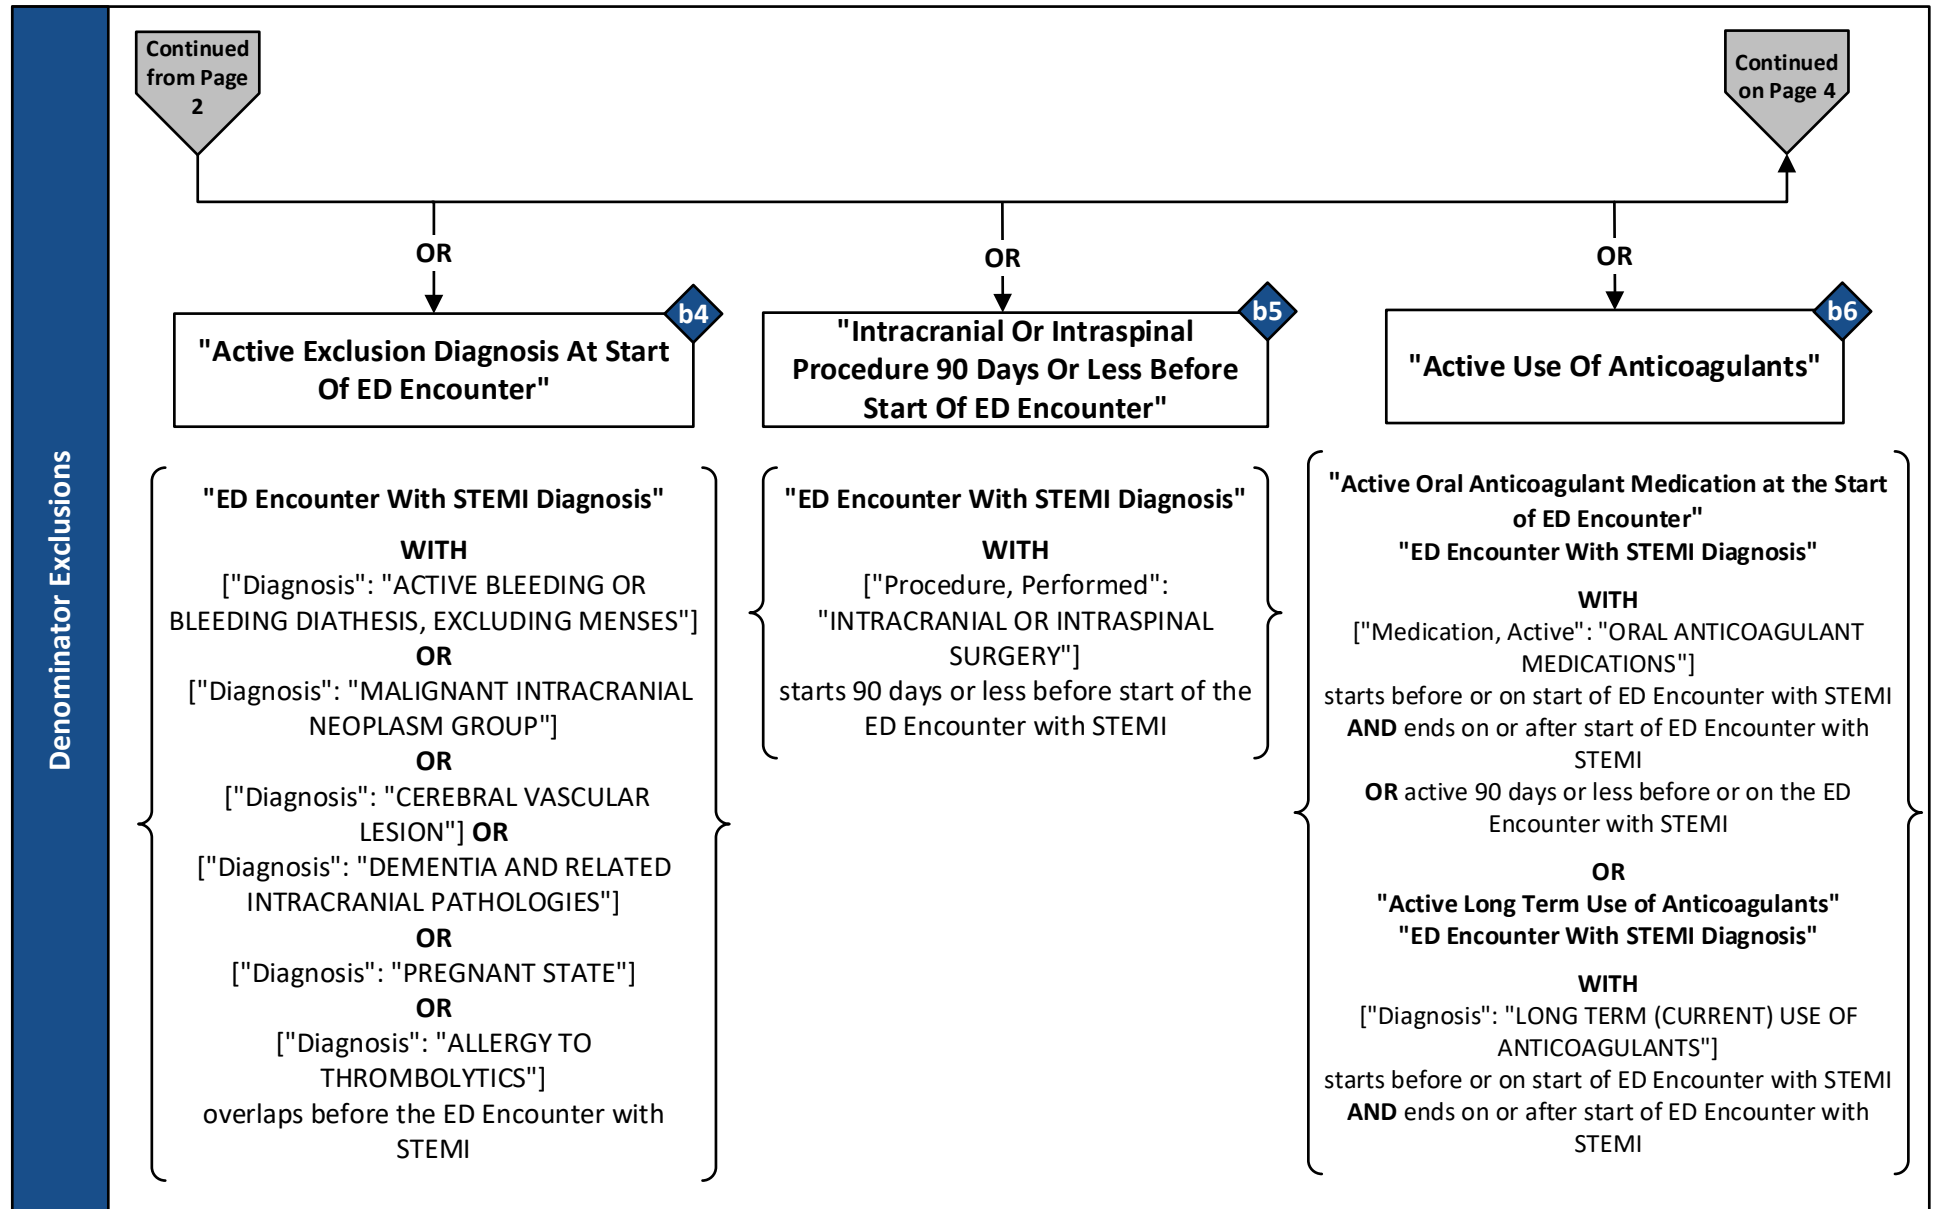 Denominator Exclusions
Continued
from Page
2
Continued
on Page 4
OR
OR
OR
b4
"Active Exclusion Diagnosis At Start
Of ED Encounter"
b5
"Intracranial Or Intraspinal
Procedure 90 Days Or Less Before
Start Of ED Encounter"
b6
"Active Use Of Anticoagulants"
"ED Encounter With STEMI Diagnosis"
WITH
["Diagnosis": "ACTIVE BLEEDING OR
BLEEDING DIATHESIS, EXCLUDING MENSES"]
OR
["Diagnosis": "MALIGNANT INTRACRANIAL
NEOPLASM GROUP"]
OR
["Diagnosis": "CEREBRAL VASCULAR
LESION"] OR
["Diagnosis": "DEMENTIA AND RELATED
INTRACRANIAL PATHOLOGIES"]
OR
["Diagnosis": "PREGNANT STATE"]
OR
["Diagnosis": "ALLERGY TO
THROMBOLYTICS"]
overlaps before the ED Encounter with
STEMI
"ED Encounter With STEMI Diagnosis"
WITH
["Procedure, Performed":
"INTRACRANIAL OR INTRASPINAL
SURGERY"]
starts 90 days or less before start of the
ED Encounter with STEMI
"Active Oral Anticoagulant Medication at the Start
of ED Encounter"
"ED Encounter With STEMI Diagnosis"
WITH
["Medication, Active": "ORAL ANTICOAGULANT
MEDICATIONS"]
starts before or on start of ED Encounter with STEMI
AND ends on or after start of ED Encounter with
STEMI
OR active 90 days or less before or on the ED
Encounter with STEMI
OR
"Active Long Term Use of Anticoagulants"
"ED Encounter With STEMI Diagnosis"
WITH
["Diagnosis": "LONG TERM (CURRENT) USE OF
ANTICOAGULANTS"]
starts before or on start of ED Encounter with STEMI
AND ends on or after start of ED Encounter with
STEMI